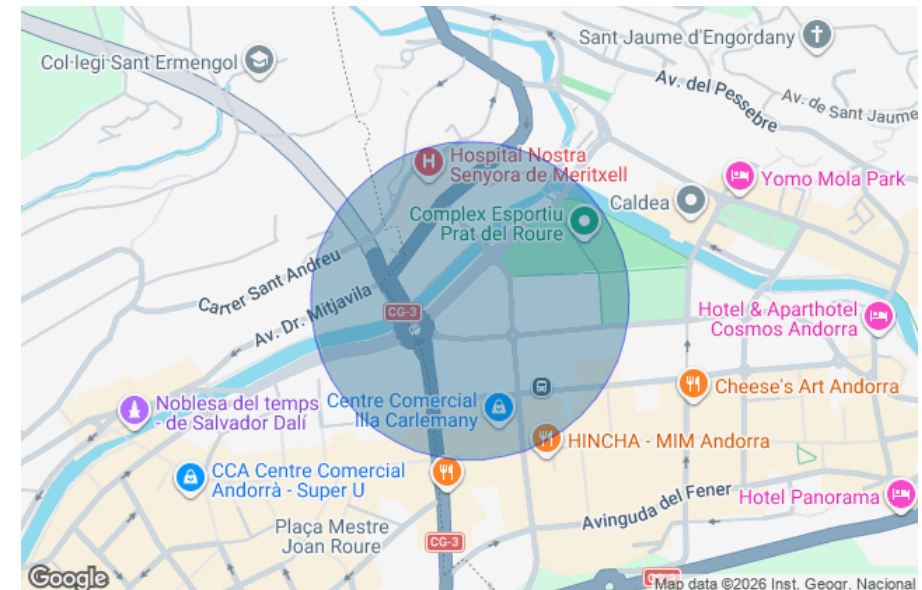 Sant Jaume d'Engordany
Col·legi Sant Ermengol
Av. del Pessebre
Av. de Sant Jaume
Hospital Nostra
Senyora de Meritxell
Yomo Mola Park
Caldea
Complex Esportiu
Prat del Roure
Carrer Sant Andreu
Av. Dr. Mitjavila
CG-3
Hotel & Aparthotel
Cosmos Andorra
Cheese's Art Andorra
Noblesa del temps
- de Salvador Dalí
Centre Comercial
Illa Carlemany
HINCHA - MIM Andorra
CCA Centre Comercial
Andorrà - Super U
Hotel Panorama
Avinguda del Fener
Plaça Mestre
Joan Roure
CG-3
Google
Map data ©2026 Inst. Geogr. Nacional